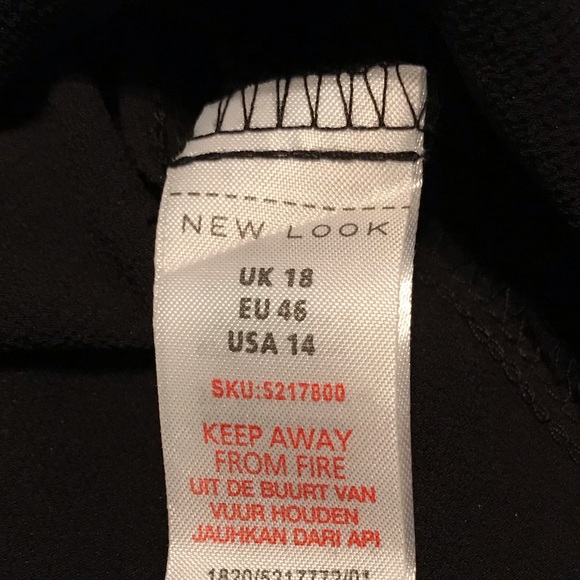 NEW LOOK
UK 18
EU 46
USA 14
SKU:5217800
KEEP AWAY
FROM FIRE
UIT DE BUURT VAN
VUUR HOUDEN
JAUHKAN DARI API